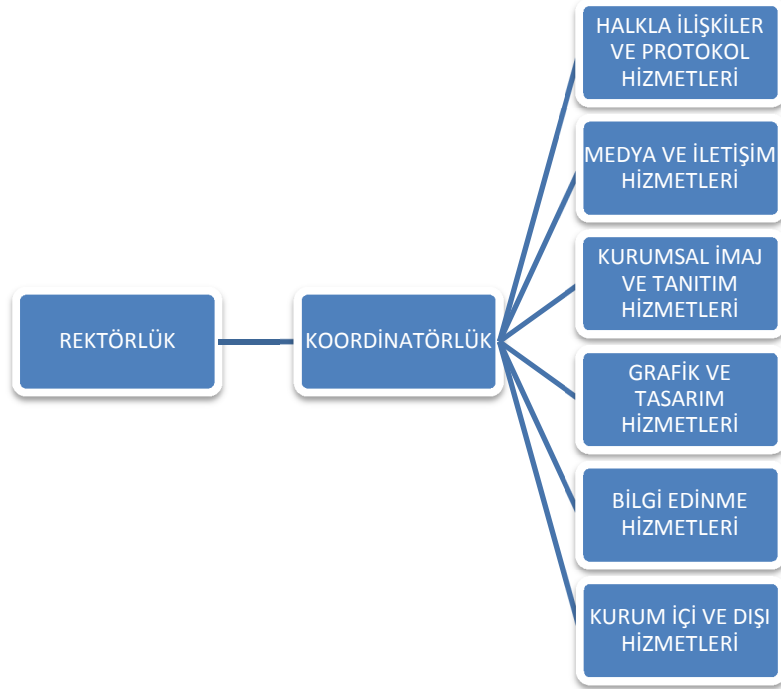 REKTÖRLÜK
KOORDİNATÖRLÜK
HALKLA İLİŞKİLER
VE PROTOKOL
HİZMETLERİ
MEDYA VE İLETİŞİM
HİZMETLERİ
KURUMSAL İMAJ
VE TANITIM
HİZMETLERİ
GRAFİK VE
TASARIM
HİZMETLERİ
BİLGİ EDİNME
HİZMETLERİ
KURUM İÇİ VE DIŞI
HİZMETLERİ